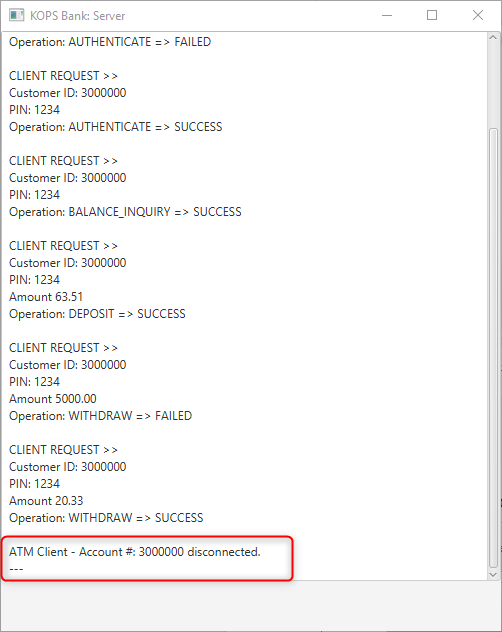 KOPS Bank: Server
Operation: AUTHENTICATE => FAILED
CLIENT REQUEST >>
Customer ID: 3000000
PIN: 1234
Operation: AUTHENTICATE => SUCCESS
CLIENT REQUEST >>
Customer ID: 3000000
PIN: 1234
Operation: BALANCE_INQUIRY => SUCCESS
CLIENT REQUEST >>
Customer ID: 3000000
PIN: 1234
Amount 63.51
Operation: DEPOSIT => SUCCESS
CLIENT REQUEST >>
Customer ID: 3000000
PIN: 1234
Amount 5000.00
Operation: WITHDRAW => FAILED
CLIENT REQUEST >>
Customer ID: 3000000
PIN: 1234
Amount 20.33
Operation: WITHDRAW => SUCCESS
ATM Client - Account #: 3000000 disconnected.
---